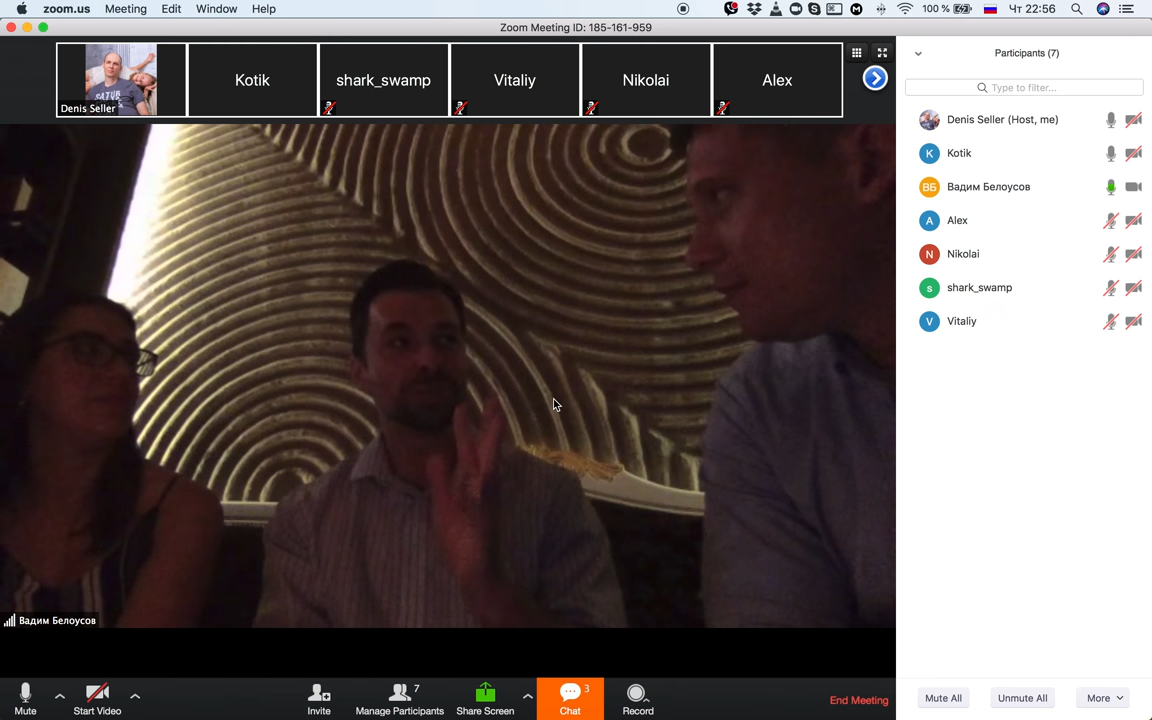 zoom.us Meeting Edit Window Help 100 % Чт 22:56
Zoom Meeting ID: 185-161-959
Denis Seller
Kotik
shark_swamp
Vitaliy
Nikolai
Alex
Participants (7)
Type to filter...
Denis Seller (Host, me)
K Kotik
ВБ Вадим Белоусов
A Alex
N Nikolai
s shark_swamp
V Vitaliy
Вадим Белоусов
Mute
Start Video
Invite
7
Manage Participants
Share Screen
3
Chat
Record
End Meeting
Mute All
Unmute All
More